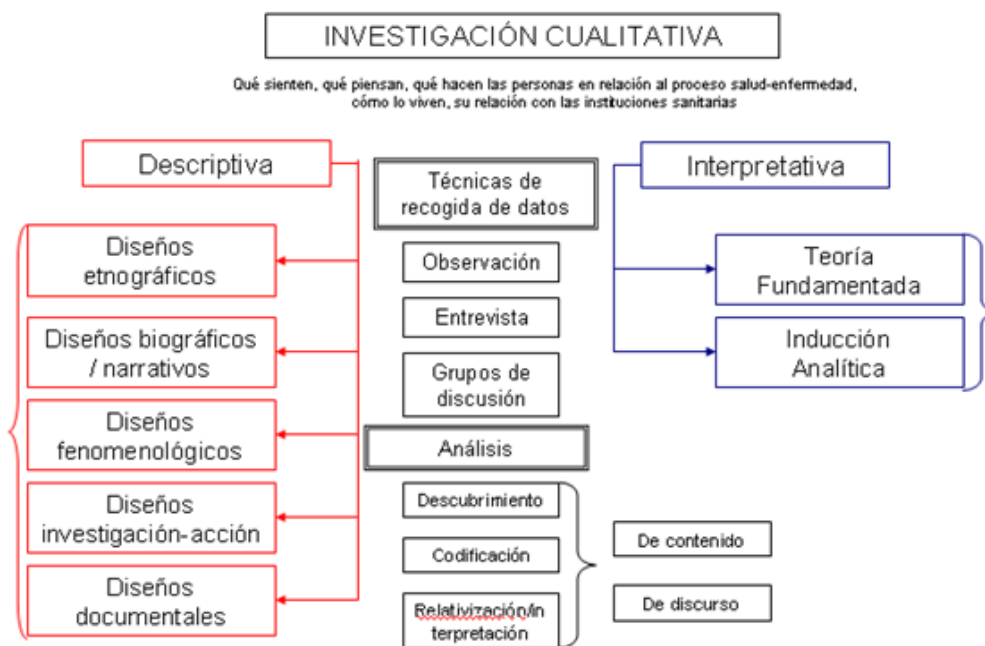 INVESTIGACIÓN CUALITATIVA
Qué sienten, qué piensan, qué hacen las personas en relación al proceso salud-enfermedad,
cómo lo viven, su relación con las instituciones sanitarias
Descriptiva
Diseños
etnográficos
Diseños biográficos
/ narrativos
Diseños
fenomenológicos
Diseños
investigación-acción
Diseños
documentales
Técnicas de
recogida de datos
Observación
Entrevista
Grupos de
discusión
Análisis
Descubrimiento
Codificación
Relativización/in
terpretación
De contenido
De discurso
Interpretativa
Teoría
Fundamentada
Inducción
Analítica